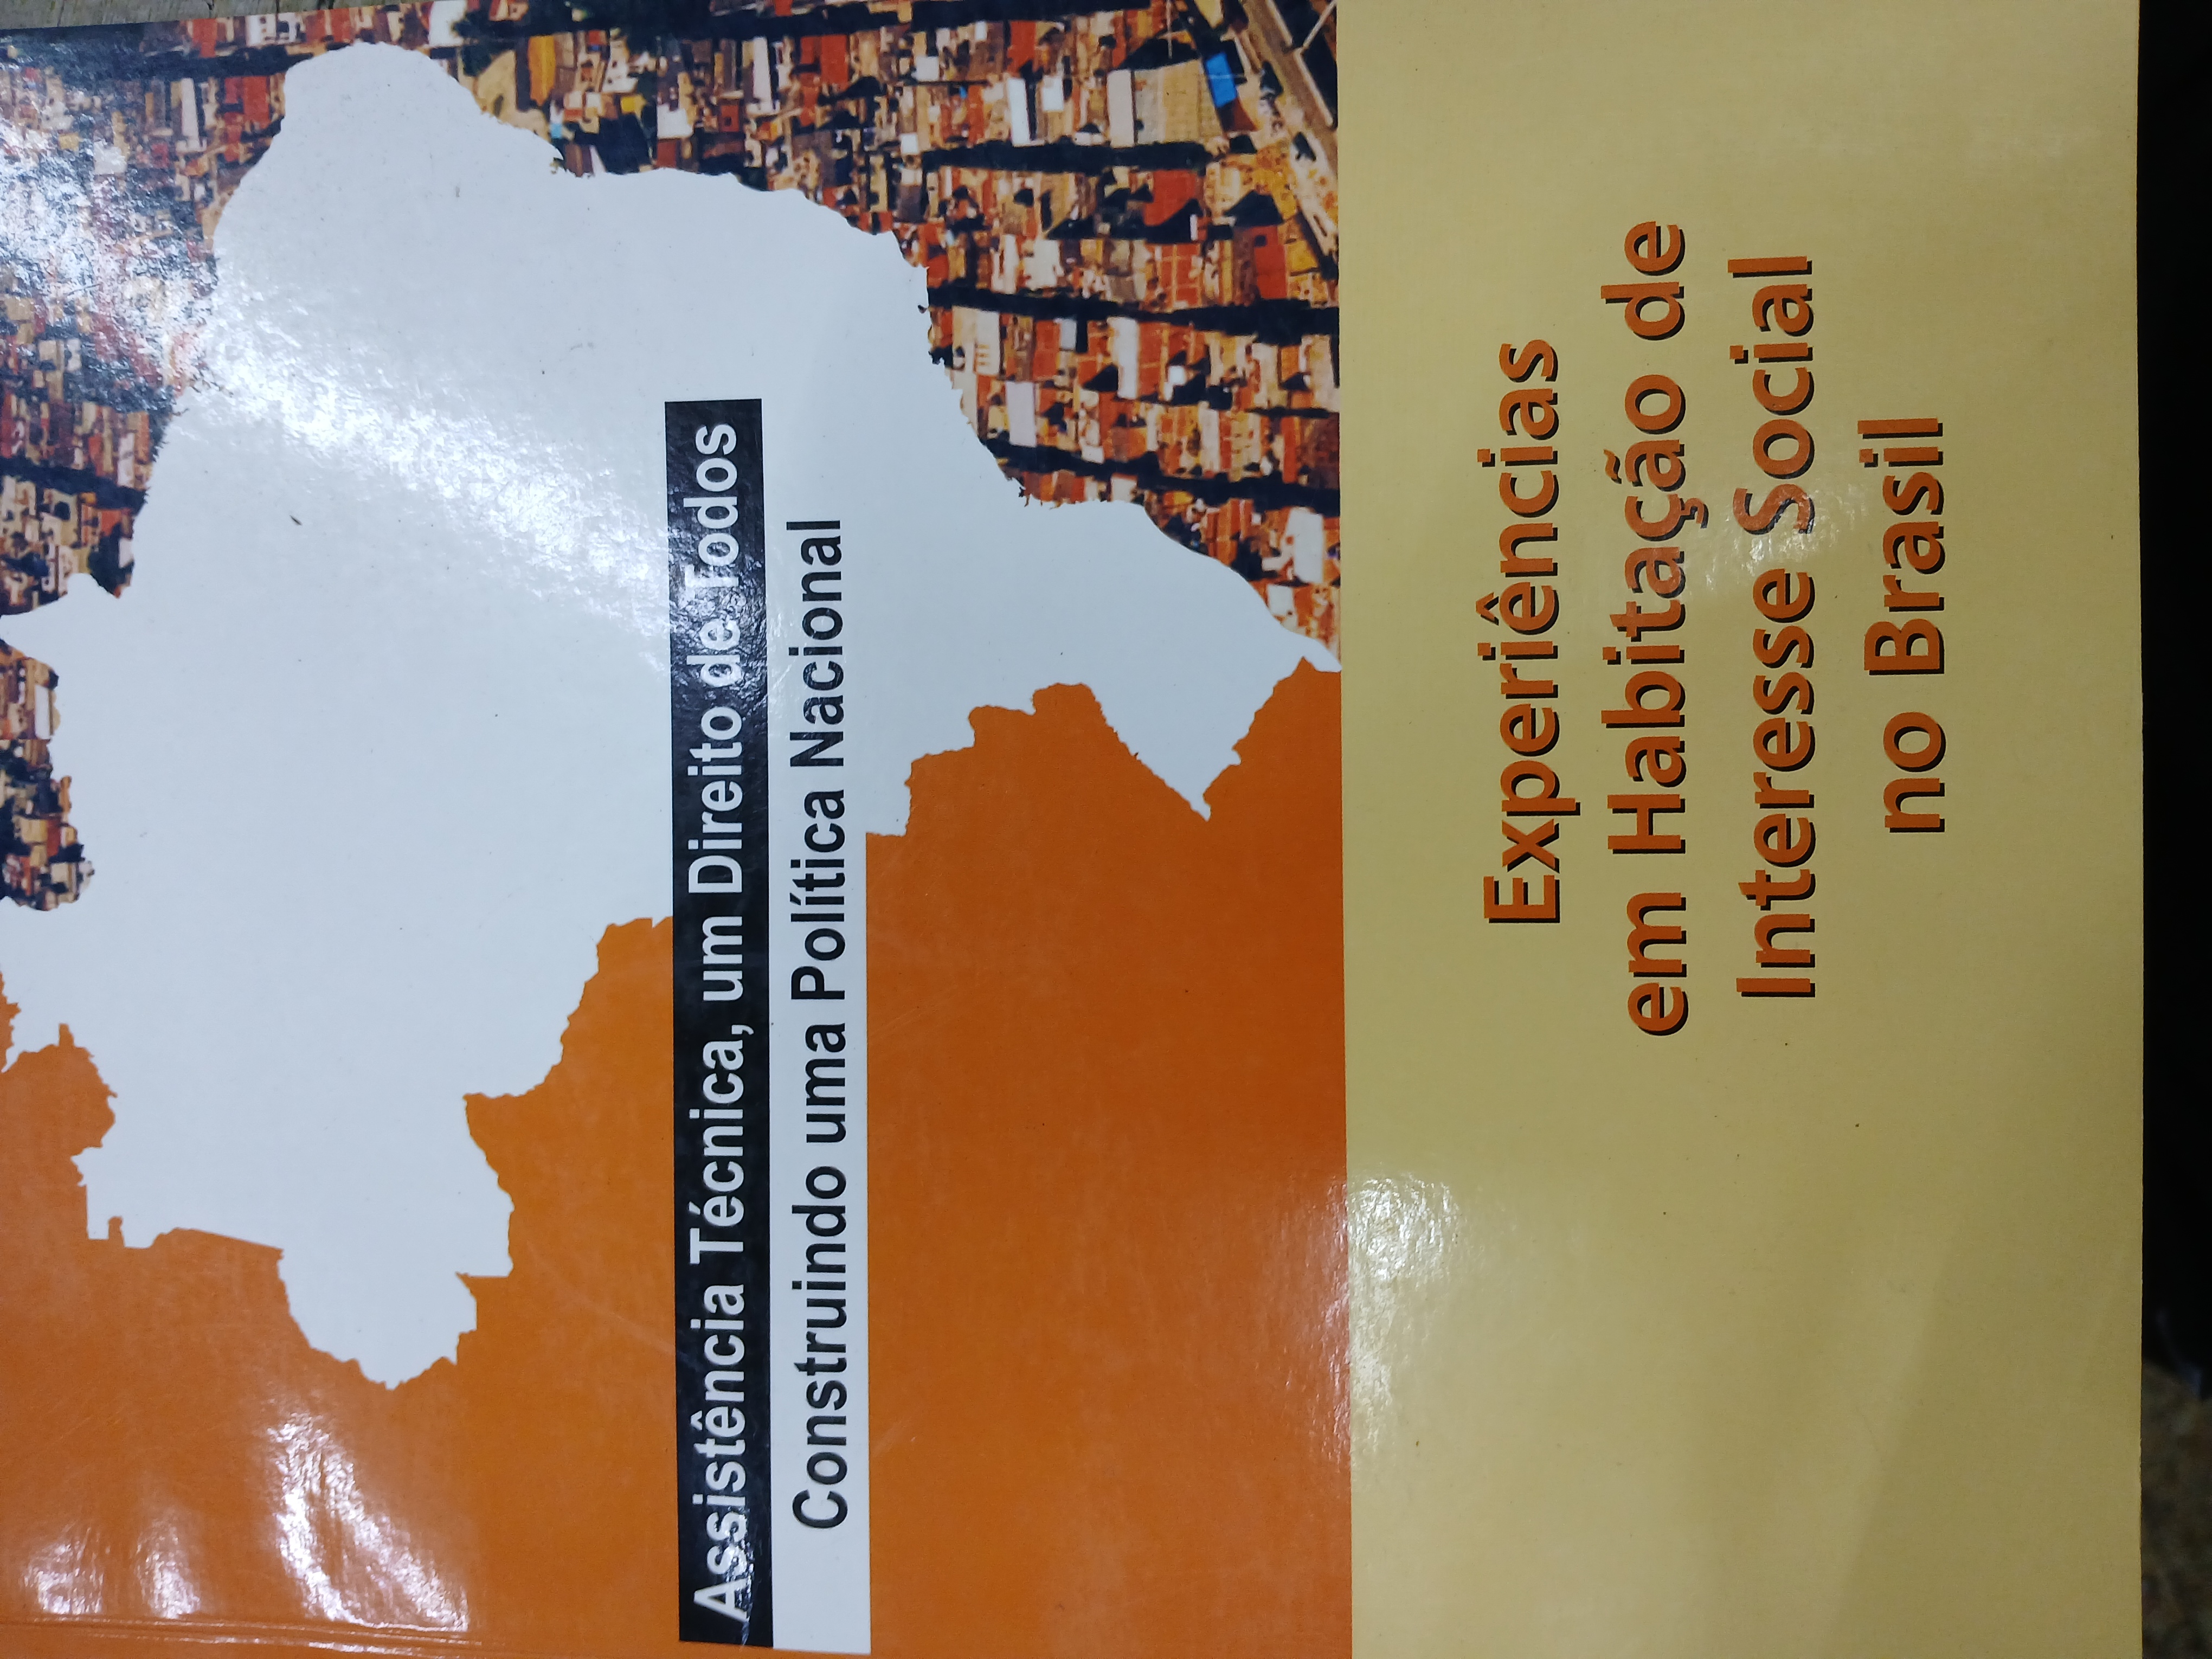 Assistência Técnica, um Direito de Todos
Construindo uma Política Nacional
Experiências
em Habitação de
Interesse Social
no Brasil